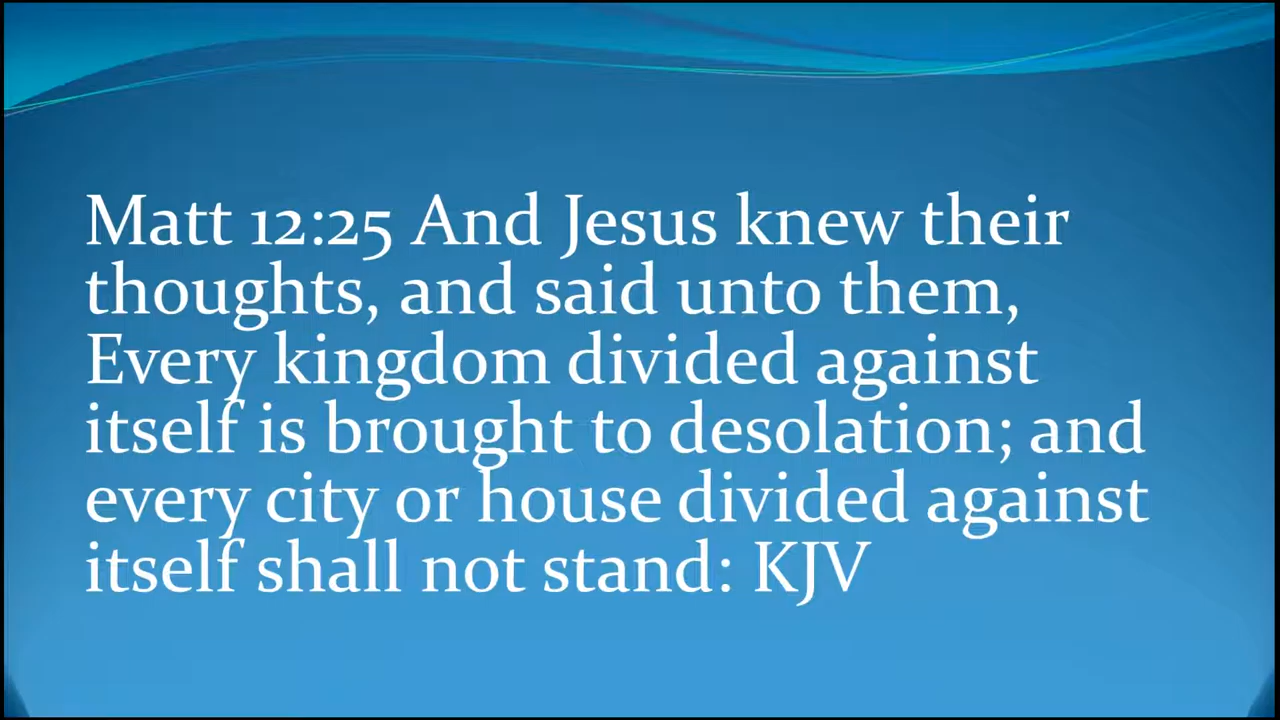 Matt 12:25 And Jesus knew their
thoughts, and said unto them,
Every kingdom divided against
itself is brought to desolation; and
every city or house divided against
itself shall not stand: KJV